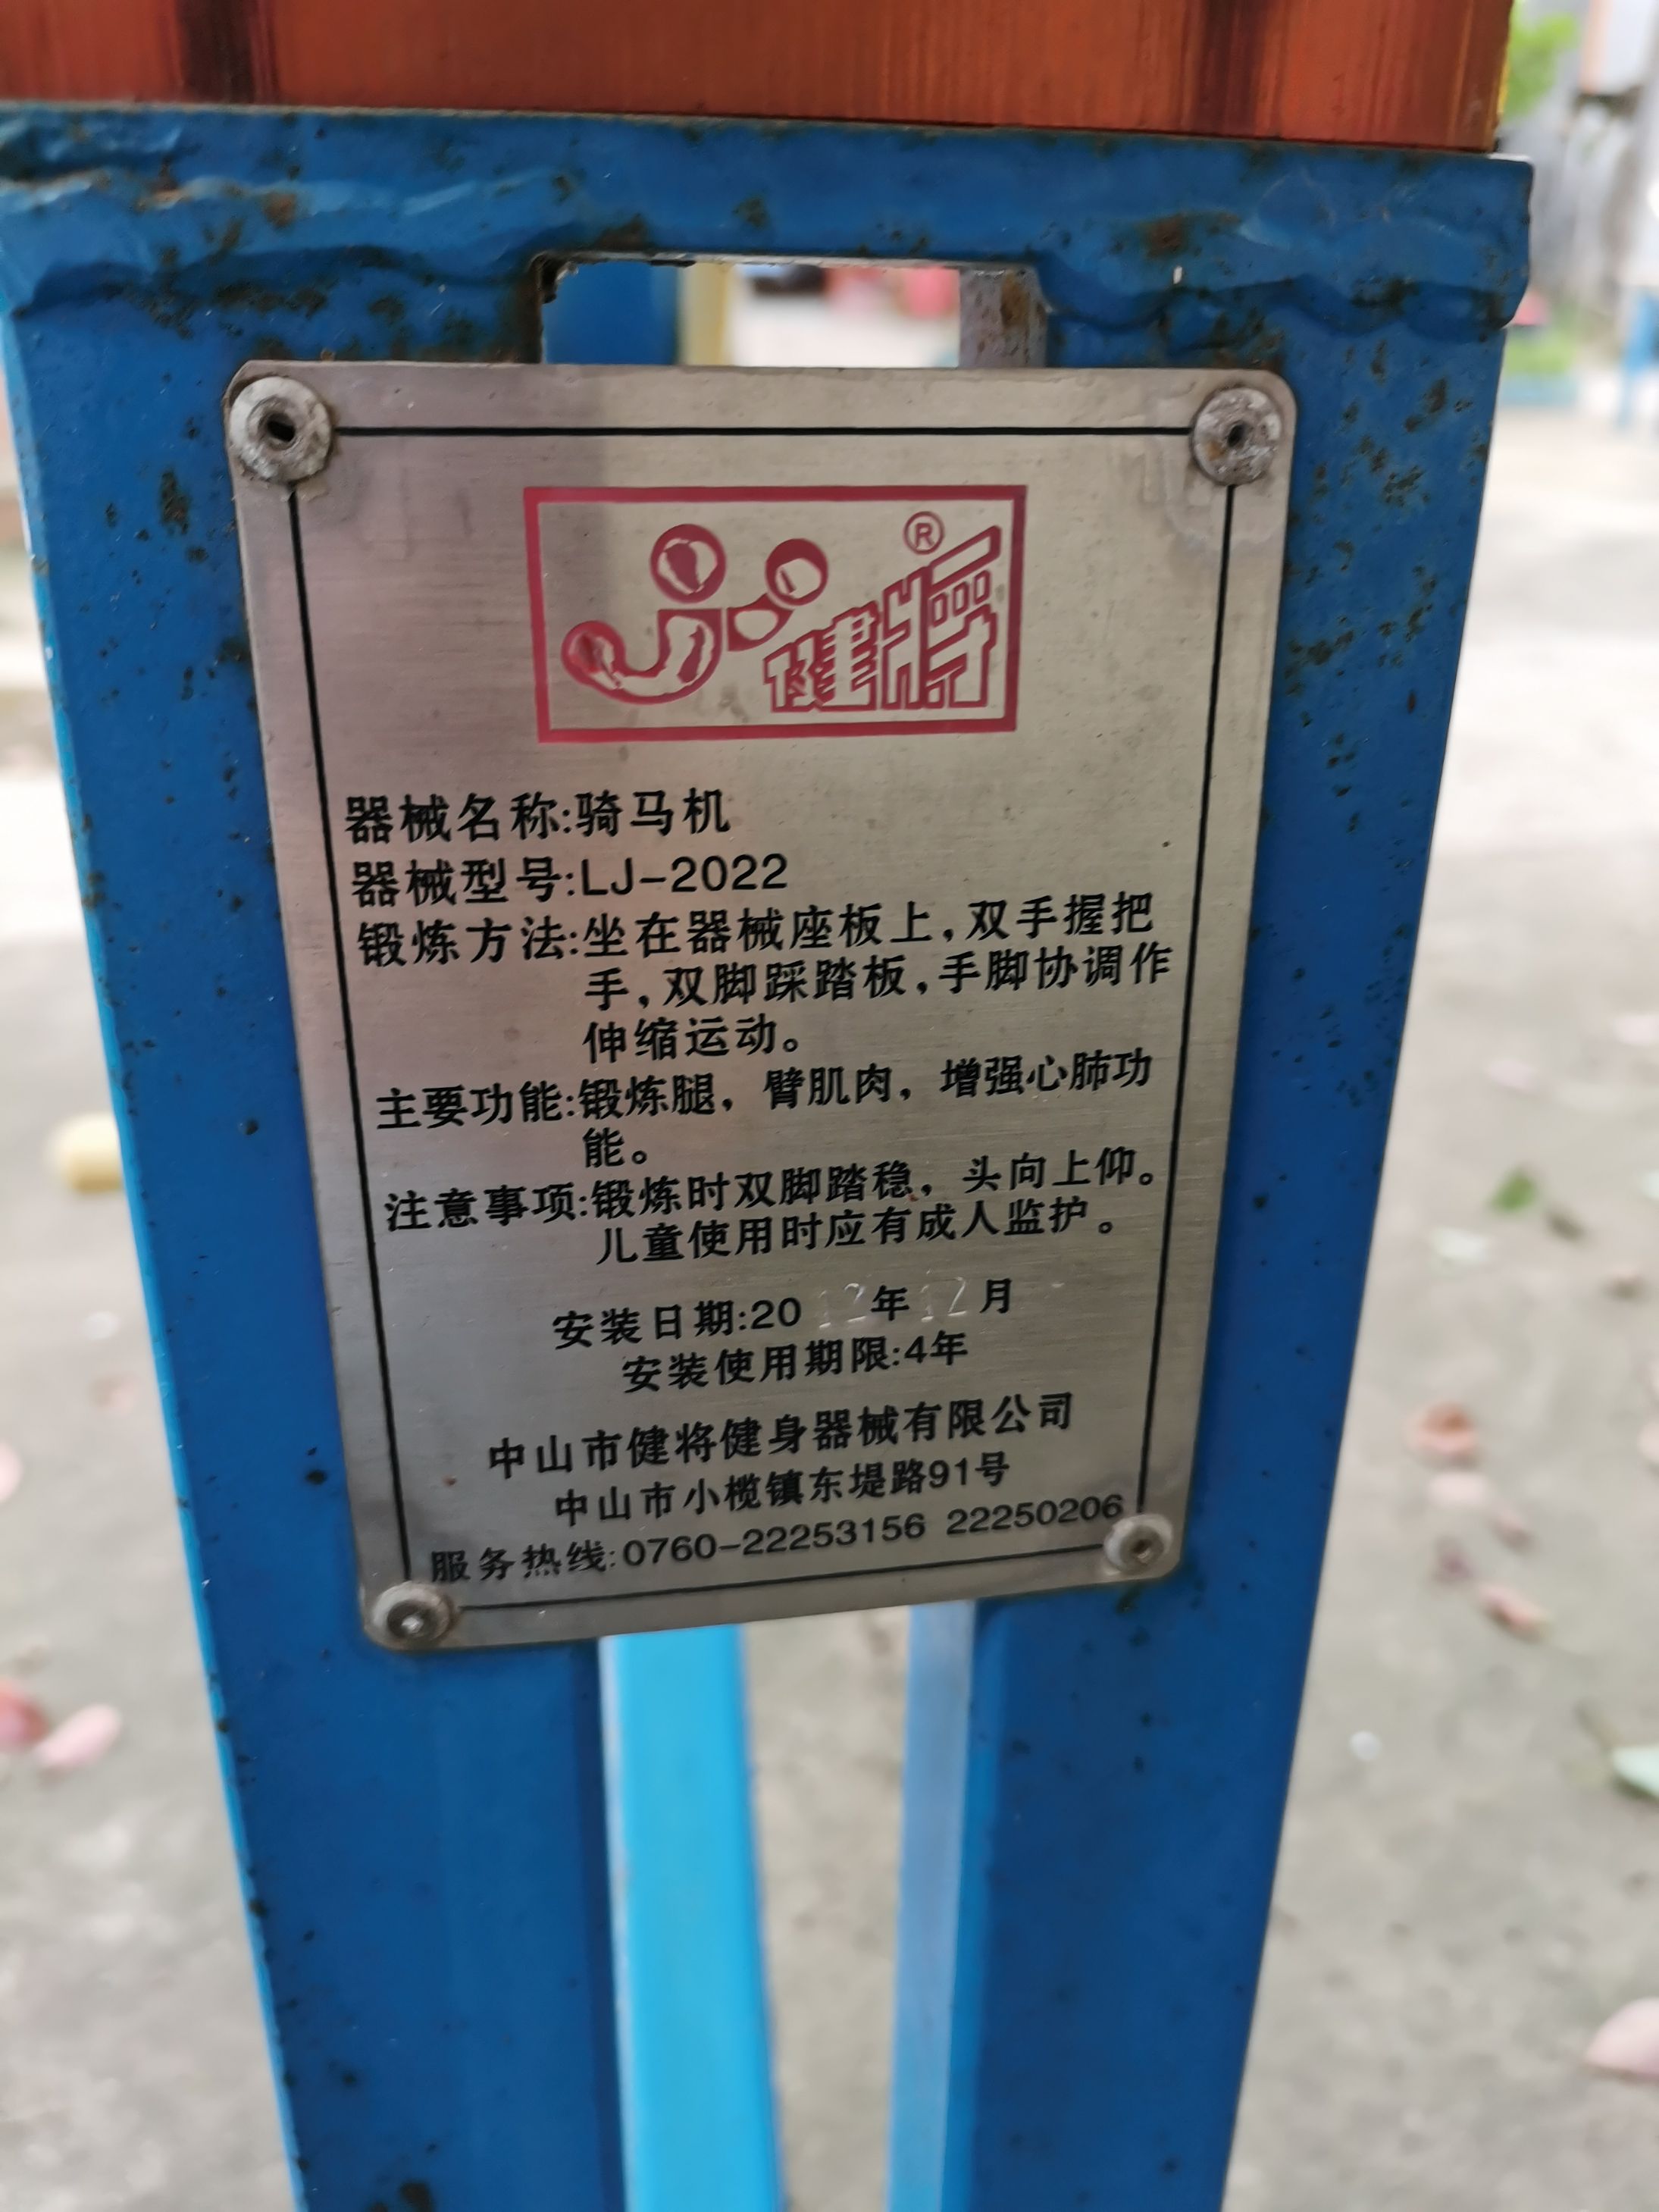 健将®
器械名称:骑马机
器械型号:LJ-2022
锻炼方法:坐在器械座板上,双手握把
手,双脚踩踏板,手脚协调作
伸缩运动。
主要功能:锻炼腿，臂肌肉，增强心肺功
能。
注意事项:锻炼时双脚踏稳，头向上仰。
儿童使用时应有成人监护。
安装日期:2012年12月
安装使用期限:4年
中山市健将健身器械有限公司
中山市小榄镇东堤路91号
服务热线:0760-22253156 22250206